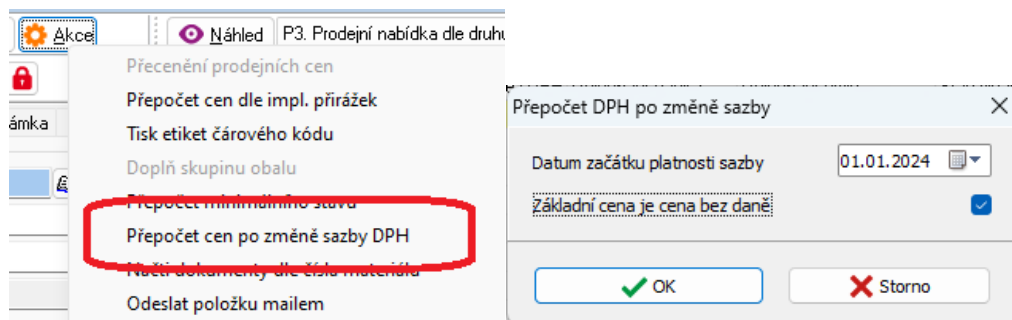 Akce
Náhled P3. Prodejní nabídka dle druhu
Přecenění prodejních cen
Přepočet cen dle impl. přirážek
Tisk etiket čárového kódu
Doplň skupinu obalu
Přepočet minimálního stavu
Přepočet cen po změně sazby DPH
Načti dokumenty dle čísla materiálu
Odeslat položku mailem
ámka
Přepočet DPH po změně sazby
Datum začátku platnosti sazby 01.01.2024
Základní cena je cena bez daně
OK Storno